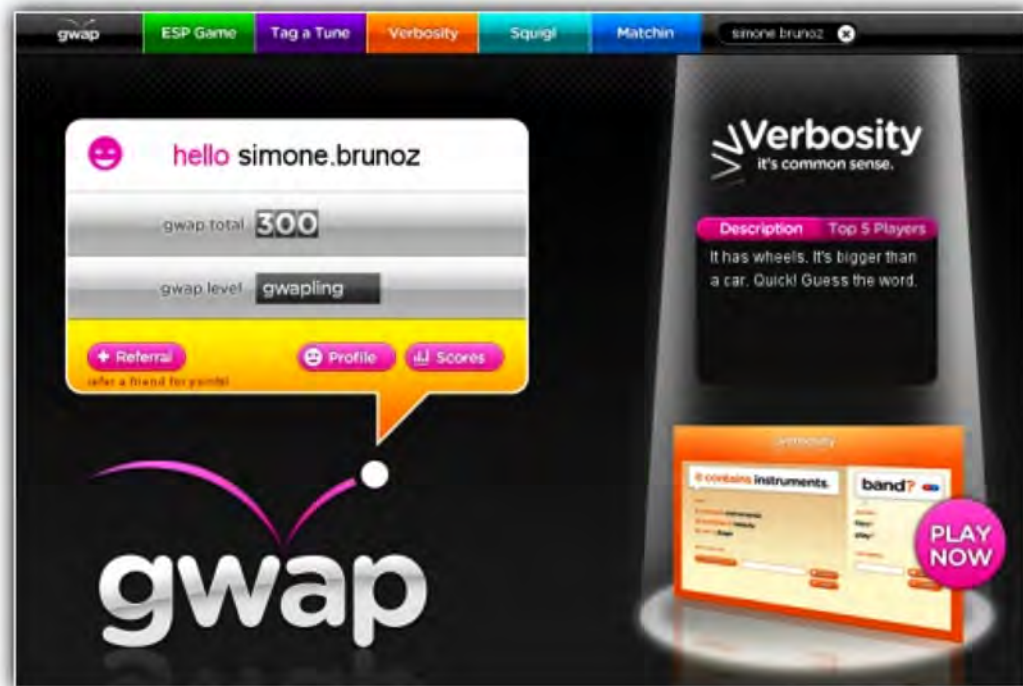 gwap
ESP Game
Tag a Tune
Verbosity
Squigl
Matchin
simone brunoz
hello simone.brunoz
gwap total 300
gwap level gwapling
+ Referral
Profile
Scores
refer a friend for points!
gwap
Verbosity
it's common sense.
Description
Top 5 Players
It has wheels. It's bigger than
a car. Quick! Guess the word.
verbosity
it contains instruments.
band?
PLAY
NOW